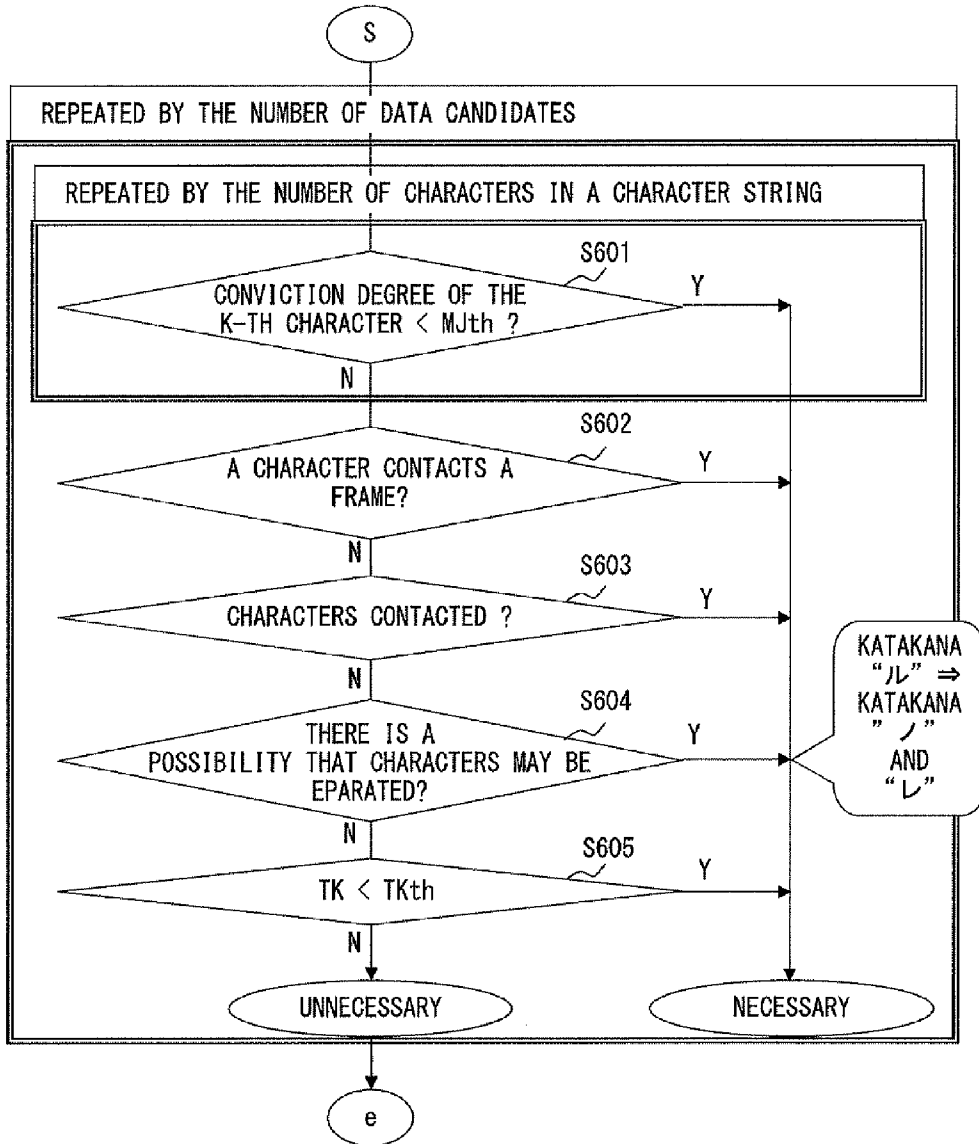 S
REPEATED BY THE NUMBER OF DATA CANDIDATES
REPEATED BY THE NUMBER OF CHARACTERS IN A CHARACTER STRING
S601
CONVICTION DEGREE OF THE
K-TH CHARACTER < MJth ?
Y
N
S602
A CHARACTER CONTACTS A
FRAME?
Y
N
S603
CHARACTERS CONTACTED ?
Y
N
S604
THERE IS A
POSSIBILITY THAT CHARACTERS MAY BE
EPARATED?
Y
N
KATAKANA
“ル” ⇒
KATAKANA
” ノ”
AND
“レ”
S605
TK < TKth
Y
N
UNNECESSARY
NECESSARY
e